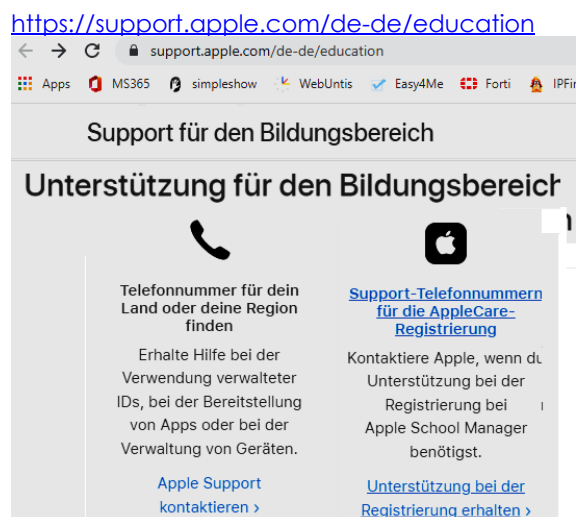 https://support.apple.com/de-de/education
support.apple.com/de-de/education
Apps MS365 simpleshow WebUntis Easy4Me Forti
Support für den Bildungsbereich
Unterstützung für den Bildungsbereich
Telefonnummer für dein
Land oder deine Region
finden
Erhalte Hilfe bei der
Verwendung verwalteter
IDs, bei der Bereitstellung
von Apps oder bei der
Verwaltung von Geräten.
Apple Support
kontaktieren >
Support-Telefonnummern
für die AppleCare-
Registrierung
Kontaktiere Apple, wenn du
Unterstützung bei der
Registrierung bei
Apple School Manager
benötigst.
Unterstützung bei der
Registrierung erhalten >